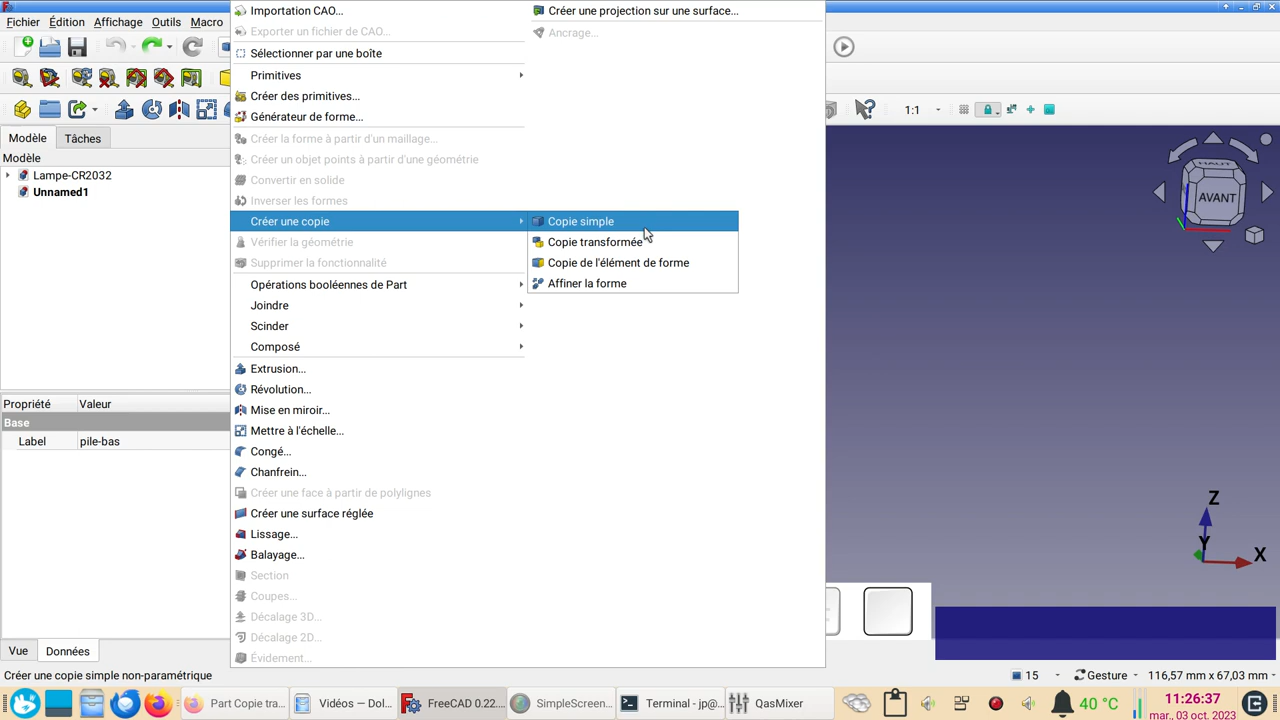 Fichier Édition Affichage Outils Macro
Modèle Tâches
Modèle
Lampe-CR2032
Unnamed1
Propriété Valeur
Base
Label pile-bas
Vue Données
Importation CAO...
Exporter un fichier de CAO...
Sélectionner par une boîte
Primitives
Créer des primitives...
Générateur de forme...
Créer la forme à partir d'un maillage...
Créer un objet points à partir d'une géométrie
Convertir en solide
Inverser les formes
Créer une copie
Vérifier la géométrie
Supprimer la fonctionnalité
Opérations booléennes de Part
Joindre
Scinder
Composé
Extrusion...
Révolution...
Mise en miroir...
Mettre à l'échelle...
Congé...
Chanfrein...
Créer une face à partir de polylignes
Créer une surface réglée
Lissage...
Balayage...
Section
Coupes...
Décalage 3D...
Décalage 2D...
Évidement...
Créer une projection sur une surface...
Ancrage...
Copie simple
Copie transformée
Copie de l'élément de forme
Affiner la forme
1:1
HAUT
AVANT
Z
Y
X
Créer une copie simple non-paramétrique
15 Gesture 116,57 mm × 67,03 mm
Part Copie tra... Vidéos — Dol... FreeCAD 0.22... SimpleScreen... Terminal — jp@... QasMixer
40 °C
11:26:37
mar., 03 oct. 2023